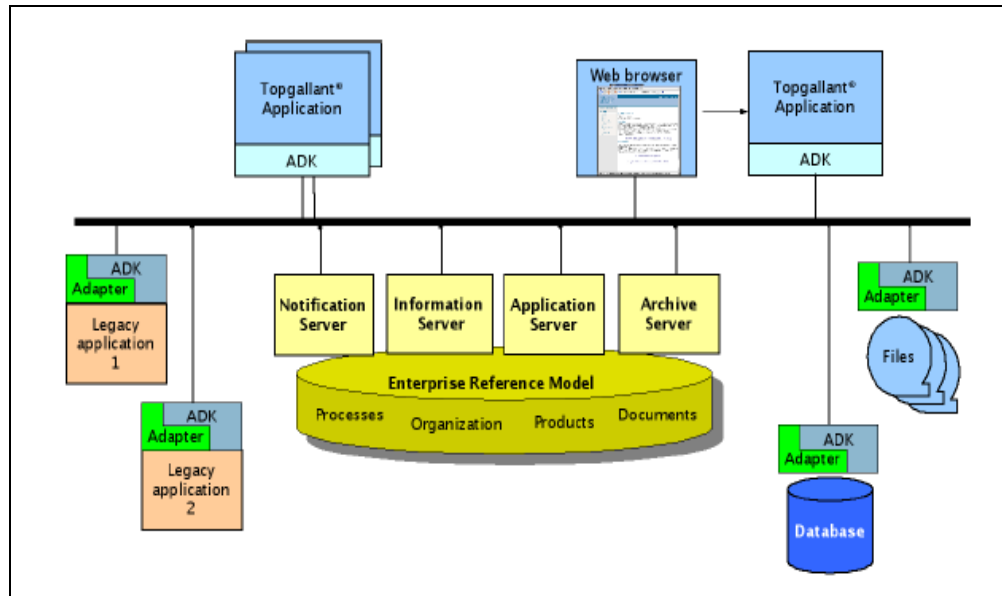 Topgallant®
Application
ADK
Web browser
Topgallant®
Application
ADK
ADK
Adapter
Legacy
application
1
ADK
Adapter
Legacy
application
2
Notification
Server
Information
Server
Application
Server
Archive
Server
Enterprise Reference Model
Processes
Organization
Products
Documents
ADK
Adapter
Files
ADK
Adapter
Database